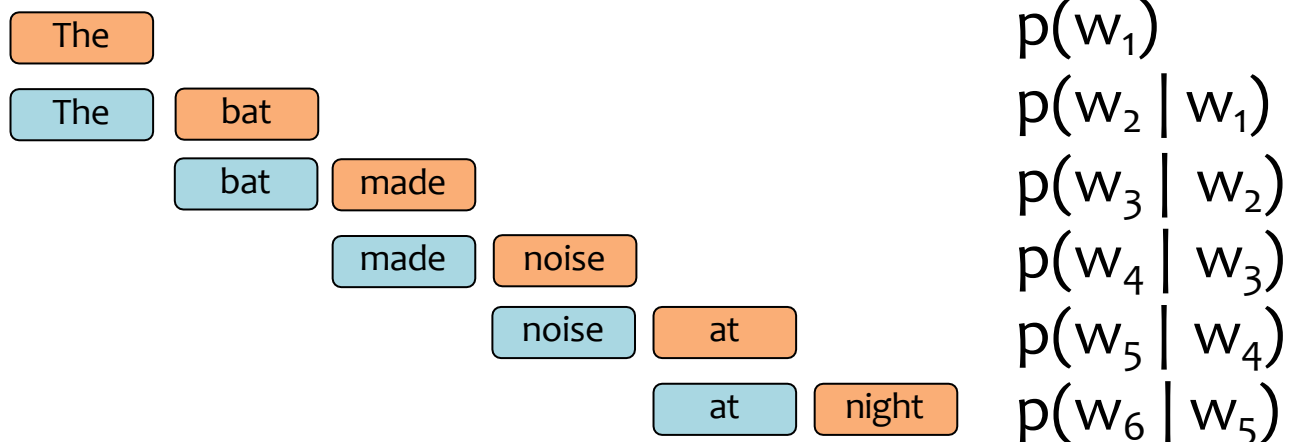 The p(w₁)
The bat p(w₂ | w₁)
bat made p(w₃ | w₂)
made noise p(w₄ | w₃)
noise at p(w₅ | w₄)
at night p(w₆ | w₅)